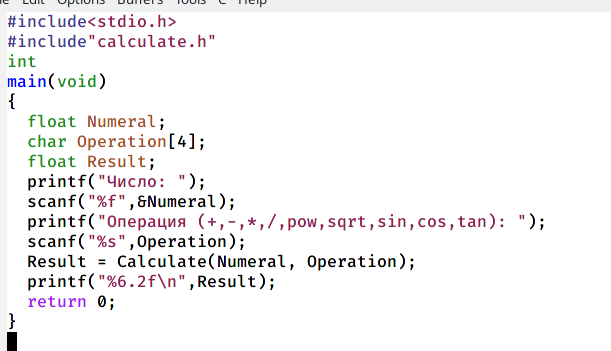 Edit Options Buffers Tools C Help
#include<stdio.h>
#include"calculate.h"
int
main(void)
{
  float Numeral;
  char Operation[4];
  float Result;
  printf("Число: ");
  scanf("%f",&Numeral);
  printf("Операция (+,-,*,/,pow,sqrt,sin,cos,tan): ");
  scanf("%s",Operation);
  Result = Calculate(Numeral, Operation);
  printf("%6.2f\n",Result);
  return 0;
}